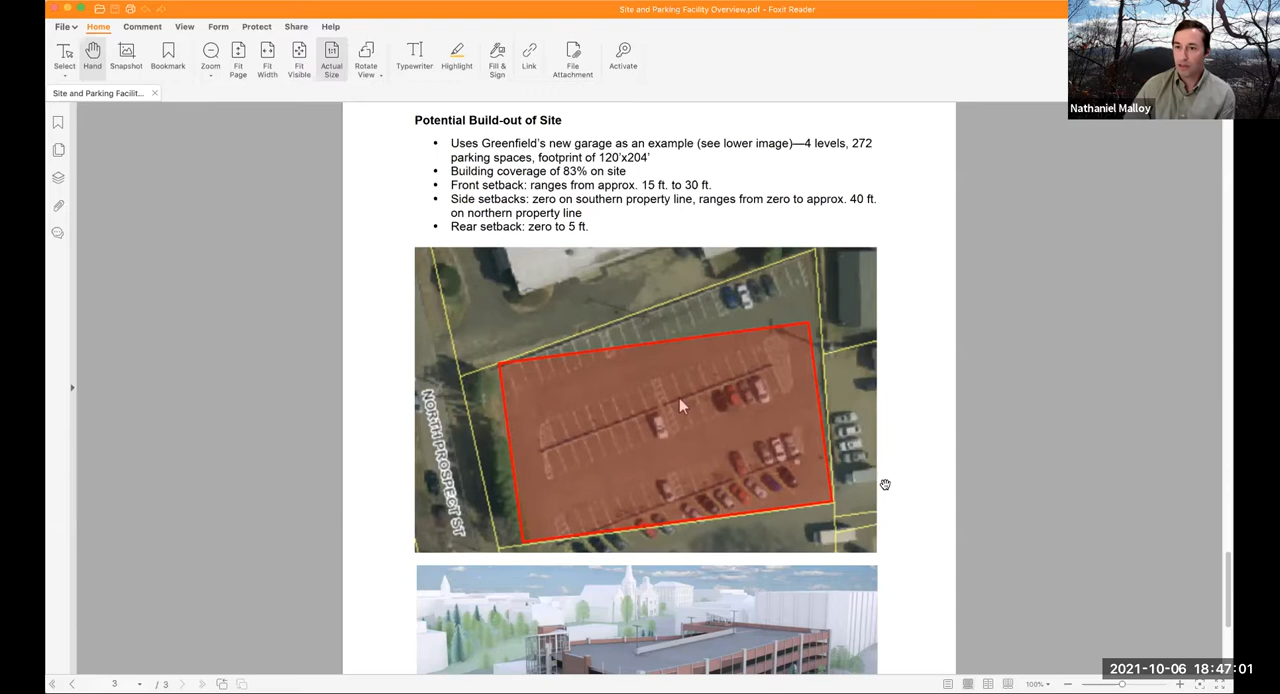 Site and Parking Facility Overview.pdf - Foxit Reader
File Home Comment View Form Protect Share Help
Select Hand Snapshot Bookmark Zoom Fit Page Fit Width Fit Visible Actual Size Rotate View Typewriter Highlight Fill & Sign Link File Attachment Activate
Site and Parking Facilit...
Nathaniel Malloy
Potential Build-out of Site
• Uses Greenfield's new garage as an example (see lower image)—4 levels, 272
parking spaces, footprint of 120'x204'
• Building coverage of 83% on site
• Front setback: ranges from approx. 15 ft. to 30 ft.
• Side setbacks: zero on southern property line, ranges from zero to approx. 40 ft.
on northern property line
• Rear setback: zero to 5 ft.
NORTH PROSPECT ST
2021-10-06 18:47:01
3 / 3 100%